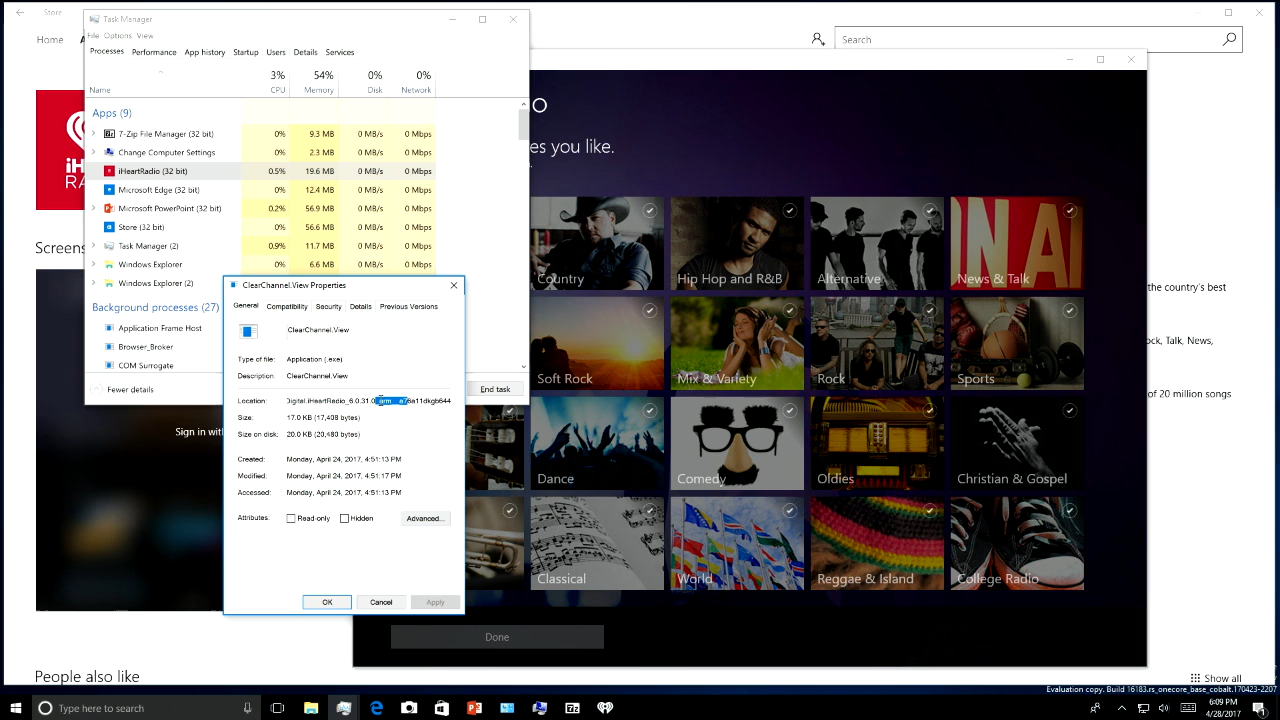 Store
Home
Search
Task Manager
File Options View
Processes Performance App history Startup Users Details Services
3% 54% 0% 0%
Name CPU Memory Disk Network
Apps (9)
7-Zip File Manager (32 bit) 0% 9.3 MB 0 MB/s 0 Mbps
Change Computer Settings 0% 2.3 MB 0 MB/s 0 Mbps
iHeartRadio (32 bit) 0.5% 19.6 MB 0 MB/s 0 Mbps
Microsoft Edge (32 bit) 0% 12.4 MB 0 MB/s 0 Mbps
Microsoft PowerPoint (32 bit) 0.2% 56.9 MB 0 MB/s 0 Mbps
Store (32 bit) 0% 56.6 MB 0 MB/s 0 Mbps
Task Manager (2) 0.9% 11.7 MB 0 MB/s 0 Mbps
Windows Explorer 0% 6.6 MB 0 MB/s 0 Mbps
Windows Explorer (2)
Background processes (27)
Application Frame Host
Browser_Broker
COM Surrogate
Fewer details
End task
ClearChannel.View Properties
General Compatibility Security Details Previous Versions
ClearChannel.View
Type of file: Application (.exe)
Description: ClearChannel.View
Location:
Size: 17.0 KB (17,408 bytes)
Size on disk: 20.0 KB (20,480 bytes)
Created: Monday, April 24, 2017, 4:51:13 PM
Modified: Monday, April 24, 2017, 4:51:17 PM
Accessed: Monday, April 24, 2017, 4:51:13 PM
Attributes: Read-only Hidden Advanced...
OK Cancel Apply
Screens
Sign in with
People also like
es you like.
Country
Hip Hop and R&B
Alternative
News & Talk
Soft Rock
Mix & Variety
Rock
Sports
Dance
Comedy
Oldies
Christian & Gospel
Classical
World
Reggae & Island
College Radio
Done
the country's best
ock, Talk, News,
of 20 million songs
Show all
Evaluation copy. Build 16183.rs_onecore_base_cobalt.170423-2207
Type here to search
6:09 PM
4/28/2017